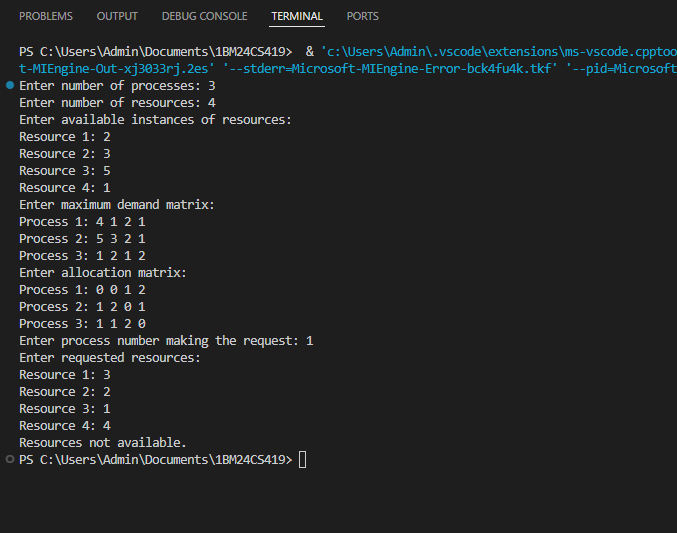 PROBLEMS OUTPUT DEBUG CONSOLE TERMINAL PORTS
PS C:\Users\Admin\Documents\1BM24CS419>  & 'c:\Users\Admin\.vscode\extensions\ms-vscode.cpptoo
t-MIEngine-Out-xj3033rj.2es' '--stderr=Microsoft-MIEngine-Error-bck4fu4k.tkf' '--pid=Microsoft
Enter number of processes: 3
Enter number of resources: 4
Enter available instances of resources:
Resource 1: 2
Resource 2: 3
Resource 3: 5
Resource 4: 1
Enter maximum demand matrix:
Process 1: 4 1 2 1
Process 2: 5 3 2 1
Process 3: 1 2 1 2
Enter allocation matrix:
Process 1: 0 0 1 2
Process 2: 1 2 0 1
Process 3: 1 1 2 0
Enter process number making the request: 1
Enter requested resources:
Resource 1: 3
Resource 2: 2
Resource 3: 1
Resource 4: 4
Resources not available.
PS C:\Users\Admin\Documents\1BM24CS419>